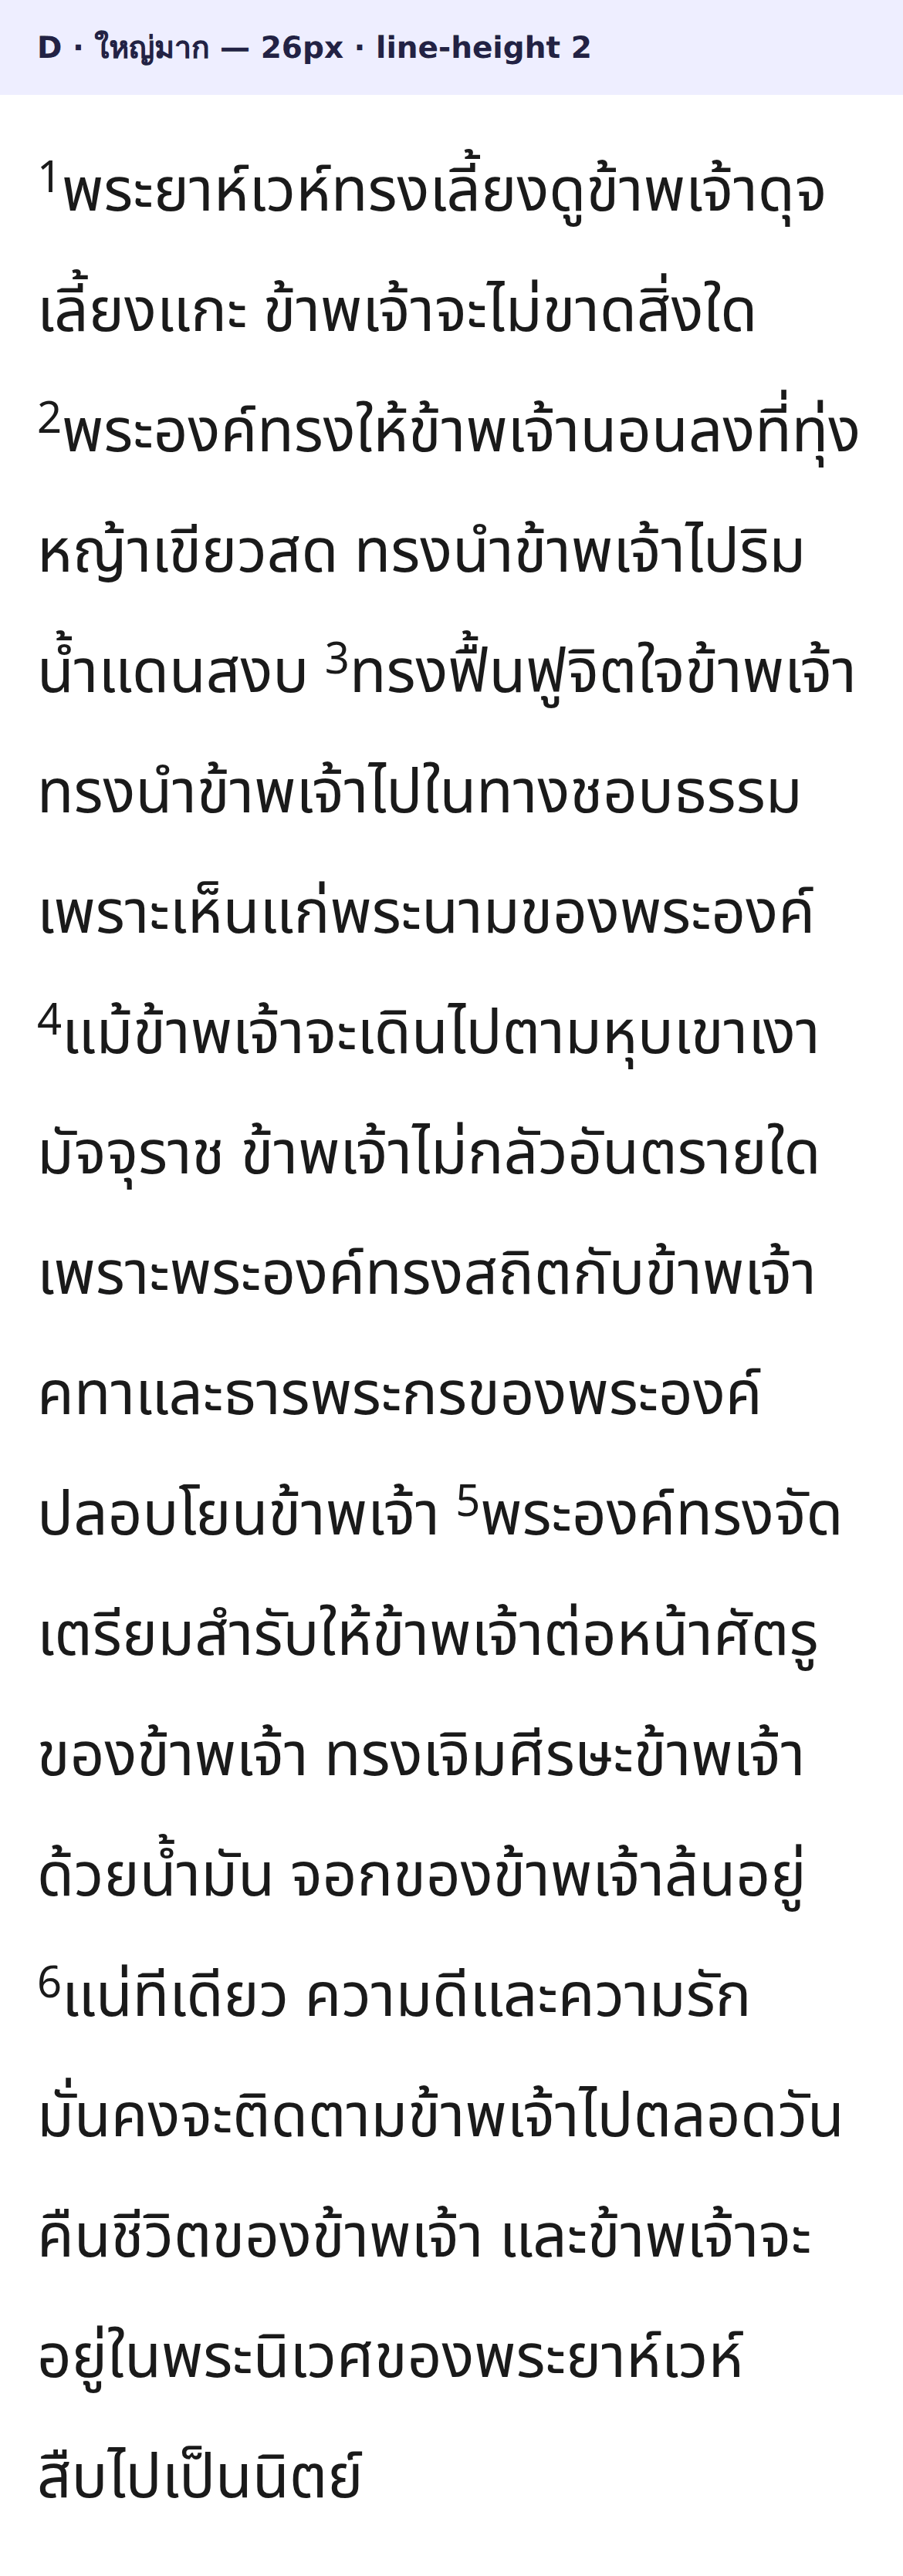 D · ใหญ่มาก — 26px · line-height 2
1พระยาห์เวห์ทรงเลี้ยงดูข้าพเจ้าดุจ
เลี้ยงแกะ ข้าพเจ้าจะไม่ขาดสิ่งใด
2พระองค์ทรงให้ข้าพเจ้านอนลงที่ทุ่ง
หญ้าเขียวสด ทรงนำข้าพเจ้าไปริม
น้ำแดนสงบ 3ทรงฟื้นฟูจิตใจข้าพเจ้า
ทรงนำข้าพเจ้าไปในทางชอบธรรม
เพราะเห็นแก่พระนามของพระองค์
4แม้ข้าพเจ้าจะเดินไปตามหุบเขาเงา
มัจจุราช ข้าพเจ้าไม่กลัวอันตรายใด
เพราะพระองค์ทรงสถิตกับข้าพเจ้า
คทาและธารพระกรของพระองค์
ปลอบโยนข้าพเจ้า 5พระองค์ทรงจัด
เตรียมสำรับให้ข้าพเจ้าต่อหน้าศัตรู
ของข้าพเจ้า ทรงเจิมศีรษะข้าพเจ้า
ด้วยน้ำมัน จอกของข้าพเจ้าล้นอยู่
6แน่ทีเดียว ความดีและความรัก
มั่นคงจะติดตามข้าพเจ้าไปตลอดวัน
คืนชีวิตของข้าพเจ้า และข้าพเจ้าจะ
อยู่ในพระนิเวศของพระยาห์เวห์
สืบไปเป็นนิตย์